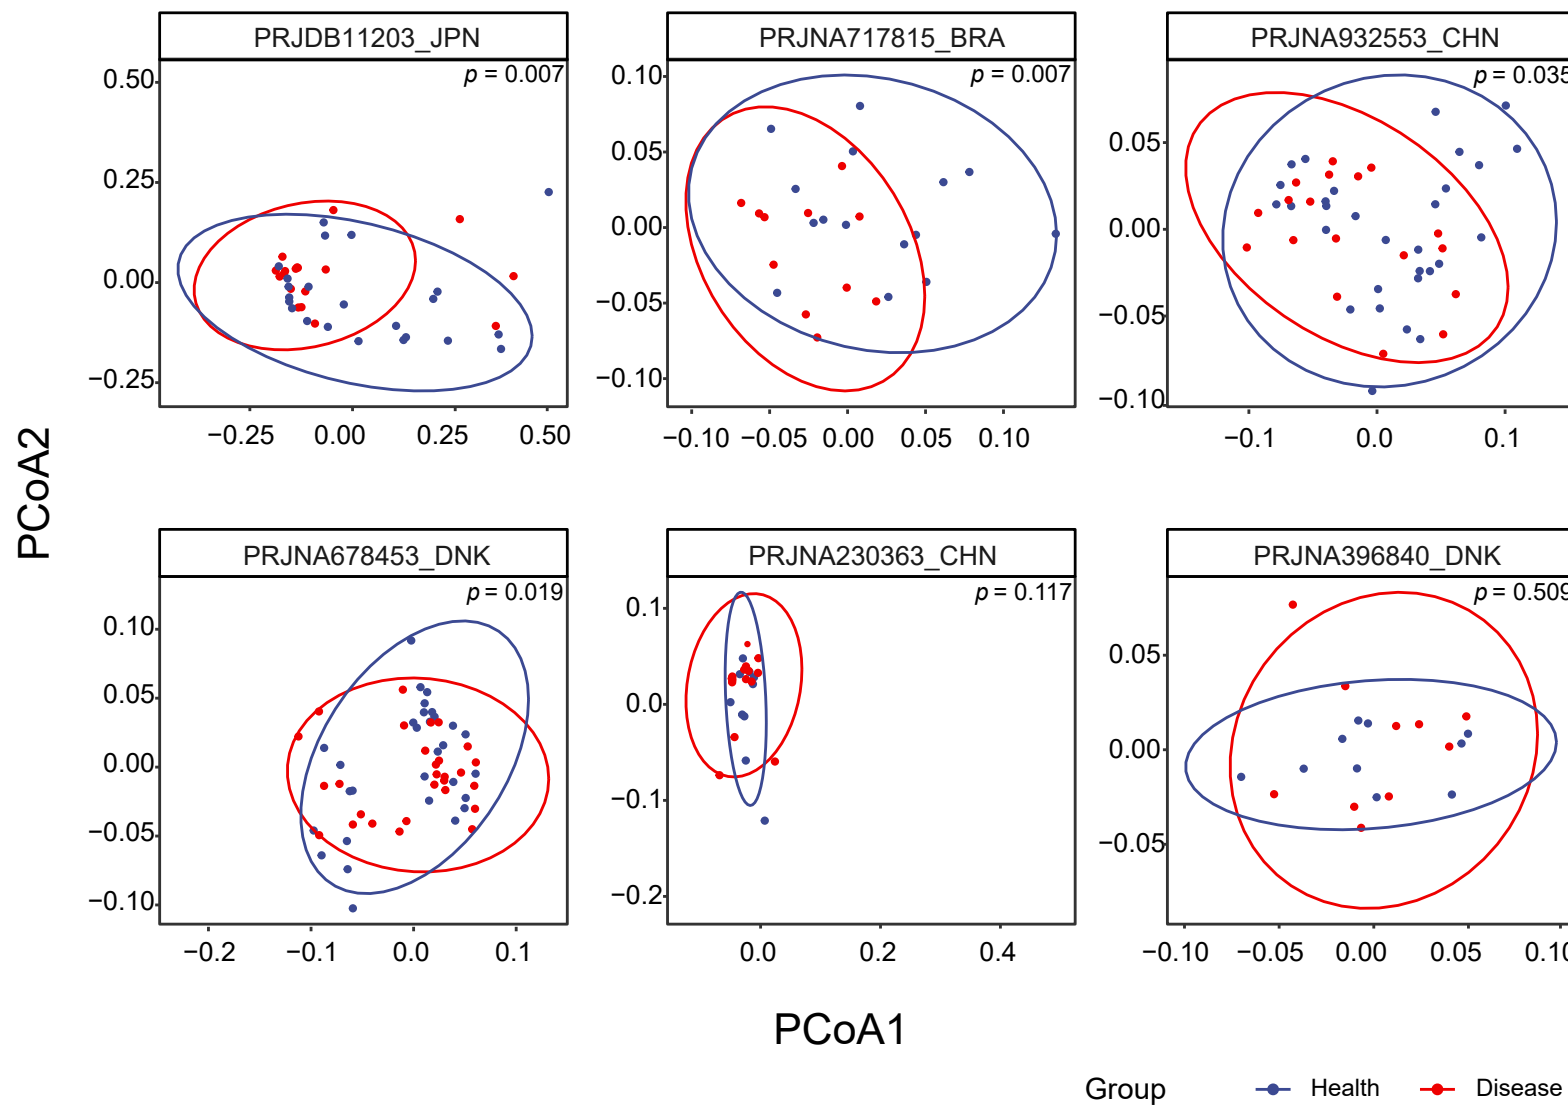 PRJDB11203_JPN
PRJNA717815_BRA
PRJNA932553_CHN
p = 0.007
p = 0.007
p = 0.035
0.50
0.25
0.00
−0.25
0.10
0.05
0.00
−0.05
−0.10
0.05
0.00
−0.05
−0.10
−0.25 0.00 0.25 0.50
−0.10 −0.05 0.00 0.05 0.10
−0.1 0.0 0.1
PCoA2
PRJNA678453_DNK
PRJNA230363_CHN
PRJNA396840_DNK
p = 0.019
p = 0.117
p = 0.509
0.10
0.05
0.00
−0.05
−0.10
0.1
0.0
−0.1
−0.2
0.05
0.00
−0.05
−0.2 −0.1 0.0 0.1
0.0 0.2 0.4
−0.10 −0.05 0.00 0.05 0.10
PCoA1
Group Health Disease